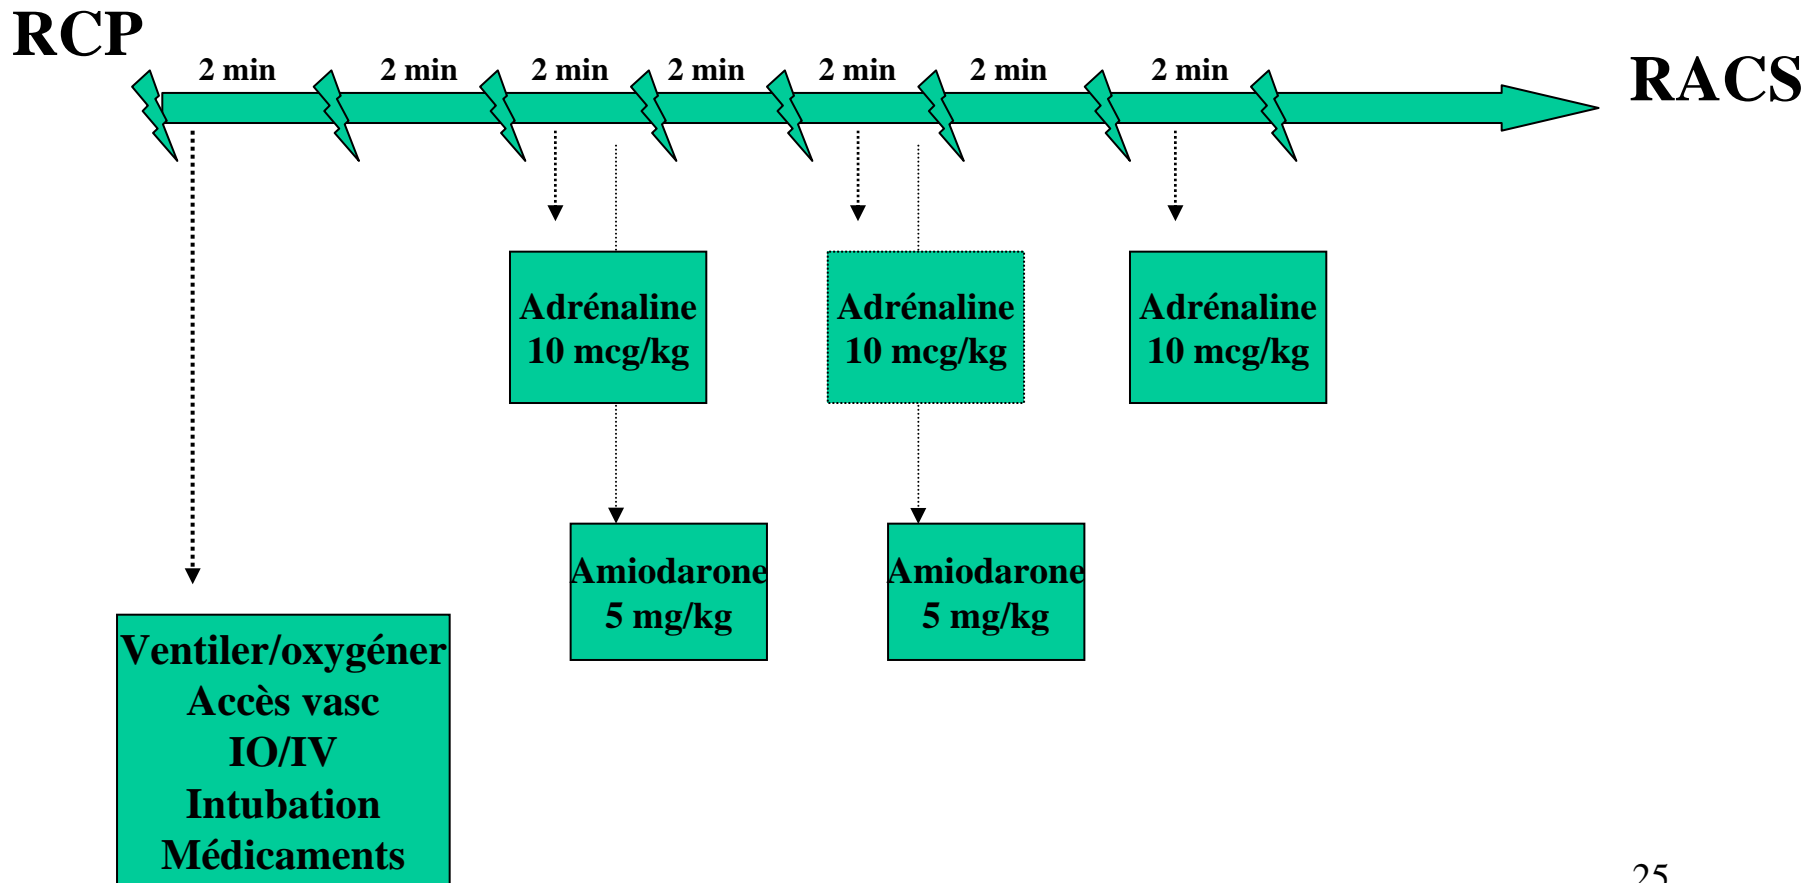 RCP
2 min 2 min 2 min 2 min 2 min 2 min 2 min
RACS
Adrénaline
10 mcg/kg
Adrénaline
10 mcg/kg
Adrénaline
10 mcg/kg
Amiodarone
5 mg/kg
Amiodarone
5 mg/kg
Ventiler/oxygéner
Accès vasc
IO/IV
Intubation
Médicaments
25